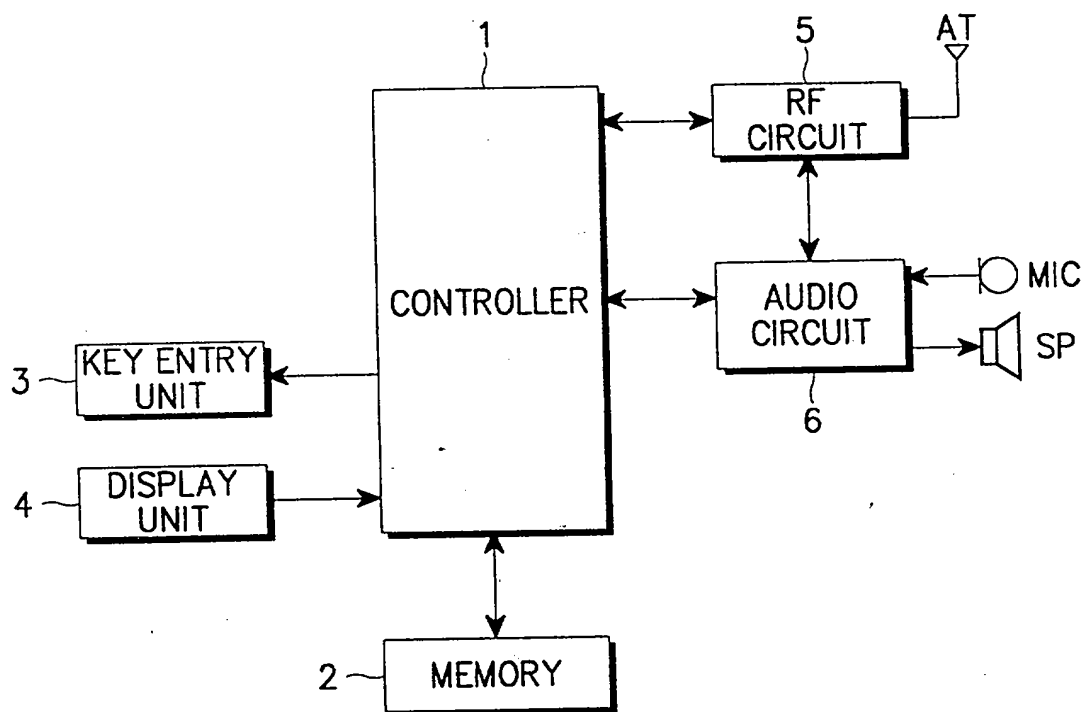 1
5
AT
RF
CIRCUIT
CONTROLLER
AUDIO
CIRCUIT
MIC
SP
6
3
KEY ENTRY
UNIT
4
DISPLAY
UNIT
2
MEMORY